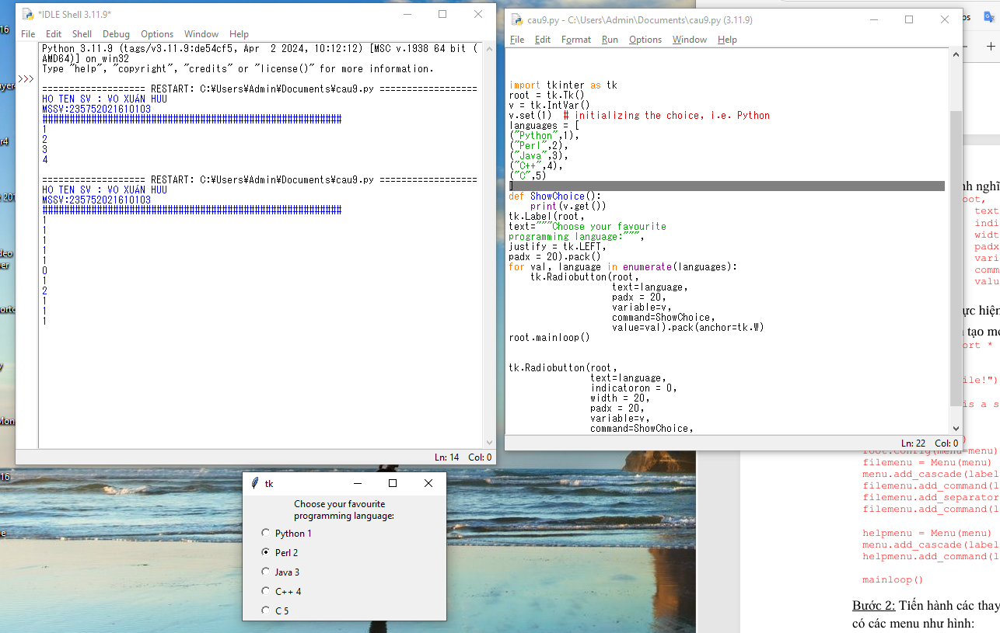 *IDLE Shell 3.11.9*
File Edit Shell Debug Options Window Help
Python 3.11.9 (tags/v3.11.9:de54cf5, Apr  2 2024, 10:12:12) [MSC v.1938 64 bit (
AMD64)] on win32
Type "help", "copyright", "credits" or "license()" for more information.
>>>
=================== RESTART: C:¥Users¥Admin¥Documents¥cau9.py ==================
HO TEN SV : VO XUÁN HUU
MSSV:235752021610103
#######################################################
1
2
3
4
=================== RESTART: C:¥Users¥Admin¥Documents¥cau9.py ==================
HO TEN SV : VO XUÁN HUU
MSSV:235752021610103
#######################################################
1
1
1
1
1
0
1
2
1
1
1
Ln: 14 Col: 0
cau9.py - C:\Users\Admin\Documents\cau9.py (3.11.9)
File Edit Format Run Options Window Help
import tkinter as tk
root = tk.Tk()
v = tk.IntVar()
v.set(1)  # initializing the choice, i.e. Python
languages = [
("Python",1),
("Perl",2),
("Java",3),
("C++",4),
("C",5)
]
def ShowChoice():
    print(v.get())
tk.Label(root,
text="""Choose your favourite
programming language:""",
justify = tk.LEFT,
padx = 20).pack()
for val, language in enumerate(languages):
    tk.Radiobutton(root,
                   text=language,
                   padx = 20,
                   variable=v,
                   command=ShowChoice,
                   value=val).pack(anchor=tk.W)
root.mainloop()
tk.Radiobutton(root,
               text=language,
               indicatoron = 0,
               width = 20,
               padx = 20,
               variable=v,
               command=ShowChoice,
Ln: 22 Col: 0
tk
Choose your favourite
programming language:
Python 1
Perl 2
Java 3
C++ 4
C 5
nh nghĩ
oot,
text
indi
widt
padx
vari
comm
valu
ực hiện
tạo mo
ort *
ile!")
is a s
root.config(menu=menu)
filemenu = Menu(menu)
menu.add_cascade(label
filemenu.add_command(l
filemenu.add_separator
filemenu.add_command(l
helpmenu = Menu(menu)
menu.add_cascade(label
helpmenu.add_command(l
mainloop()
Bước 2: Tiến hành các thay
có các menu như hình: